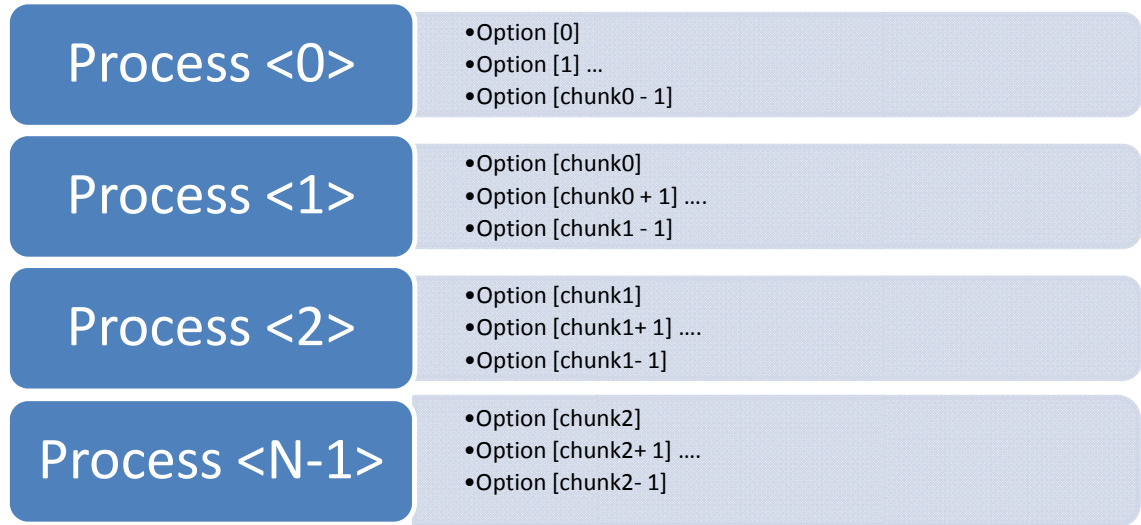 Process <0>
•Option [0]
•Option [1] ...
•Option [chunk0 - 1]
Process <1>
•Option [chunk0]
•Option [chunk0 + 1] ....
•Option [chunk1 - 1]
Process <2>
•Option [chunk1]
•Option [chunk1+ 1] ....
•Option [chunk1- 1]
Process <N-1>
•Option [chunk2]
•Option [chunk2+ 1] ....
•Option [chunk2- 1]